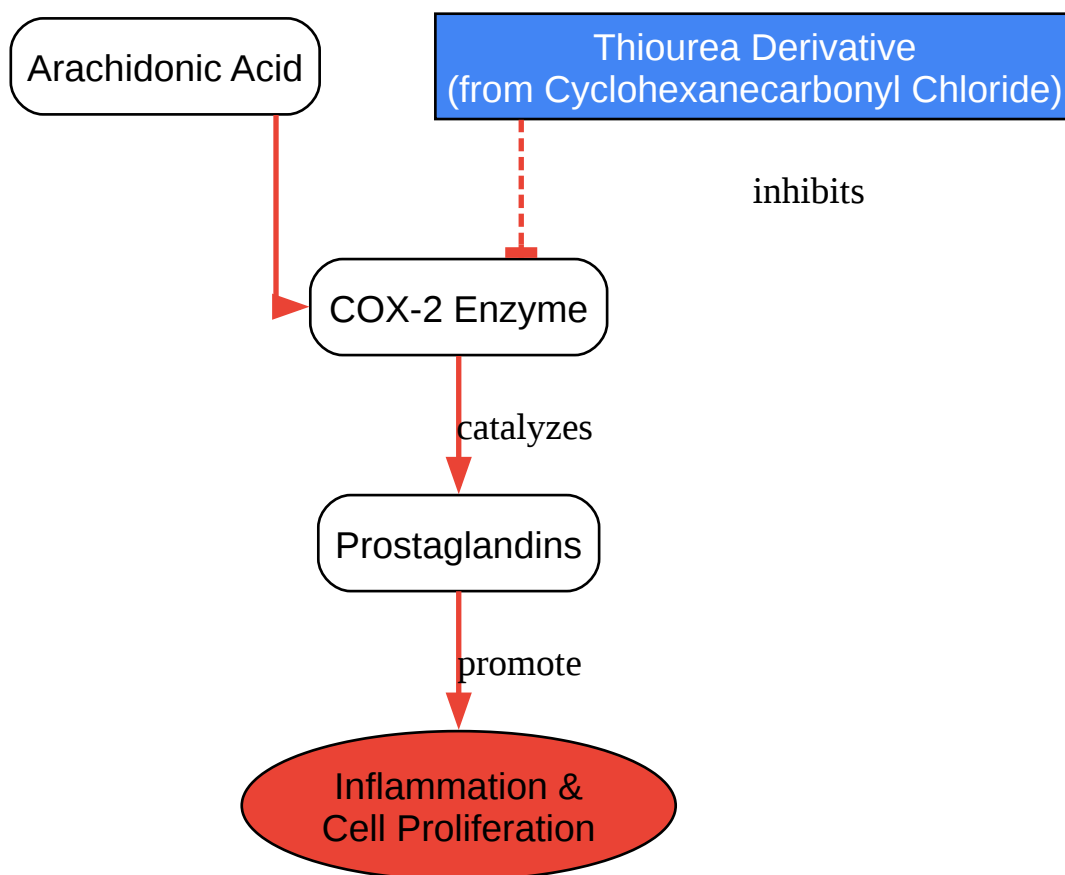 Arachidonic Acid
Thiourea Derivative
(from Cyclohexanecarbonyl Chloride)
inhibits
COX-2 Enzyme
catalyzes
Prostaglandins
promote
Inflammation &
Cell Proliferation